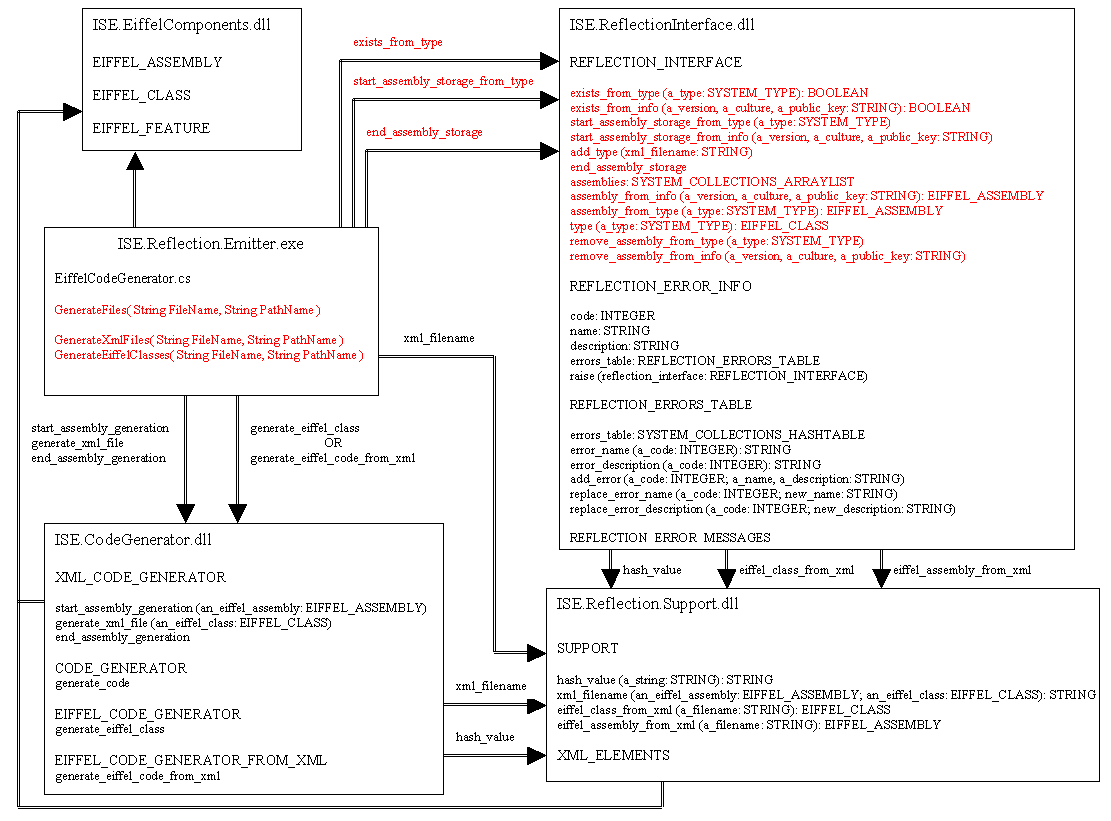 ISE.EiffelComponents.dll
EIFFEL_ASSEMBLY
EIFFEL_CLASS
EIFFEL_FEATURE
exists_from_type
start_assembly_storage_from_type
end_assembly_storage
ISE.ReflectionInterface.dll
REFLECTION_INTERFACE
exists_from_type (a_type: SYSTEM_TYPE): BOOLEAN
exists_from_info (a_version, a_culture, a_public_key: STRING): BOOLEAN
start_assembly_storage_from_type (a_type: SYSTEM_TYPE)
start_assembly_storage_from_info (a_version, a_culture, a_public_key: STRING)
add_type (xml_filename: STRING)
end_assembly_storage
assemblies: SYSTEM_COLLECTIONS_ARRAYLIST
assembly_from_info (a_version, a_culture, a_public_key: STRING): EIFFEL_ASSEMBLY
assembly_from_type (a_type: SYSTEM_TYPE): EIFFEL_ASSEMBLY
type (a_type: SYSTEM_TYPE): EIFFEL_CLASS
remove_assembly_from_type (a_type: SYSTEM_TYPE)
remove_assembly_from_info (a_version, a_culture, a_public_key: STRING)
REFLECTION_ERROR_INFO
code: INTEGER
name: STRING
description: STRING
errors_table: REFLECTION_ERRORS_TABLE
raise (reflection_interface: REFLECTION_INTERFACE)
REFLECTION_ERRORS_TABLE
errors_table: SYSTEM_COLLECTIONS_HASHTABLE
error_name (a_code: INTEGER): STRING
error_description (a_code: INTEGER): STRING
add_error (a_code: INTEGER; a_name, a_description: STRING)
replace_error_name (a_code: INTEGER; new_name: STRING)
replace_error_description (a_code: INTEGER; new_description: STRING)
REFLECTION_ERROR_MESSAGES
ISE.Reflection.Emitter.exe
EiffelCodeGenerator.cs
GenerateFiles( String FileName, String PathName )
GenerateXmlFiles( String FileName, String PathName )
GenerateEiffelClasses( String FileName, String PathName )
xml_filename
start_assembly_generation
generate_xml_file
end_assembly_generation
generate_eiffel_class
OR
generate_eiffel_code_from_xml
ISE.CodeGenerator.dll
XML_CODE_GENERATOR
start_assembly_generation (an_eiffel_assembly: EIFFEL_ASSEMBLY)
generate_xml_file (an_eiffel_class: EIFFEL_CLASS)
end_assembly_generation
CODE_GENERATOR
generate_code
EIFFEL_CODE_GENERATOR
generate_eiffel_class
EIFFEL_CODE_GENERATOR_FROM_XML
generate_eiffel_code_from_xml
xml_filename
hash_value
hash_value
eiffel_class_from_xml
eiffel_assembly_from_xml
ISE.Reflection.Support.dll
SUPPORT
hash_value (a_string: STRING): STRING
xml_filename (an_eiffel_assembly: EIFFEL_ASSEMBLY; an_eiffel_class: EIFFEL_CLASS): STRING
eiffel_class_from_xml (a_filename: STRING): EIFFEL_CLASS
eiffel_assembly_from_xml (a_filename: STRING): EIFFEL_ASSEMBLY
XML_ELEMENTS